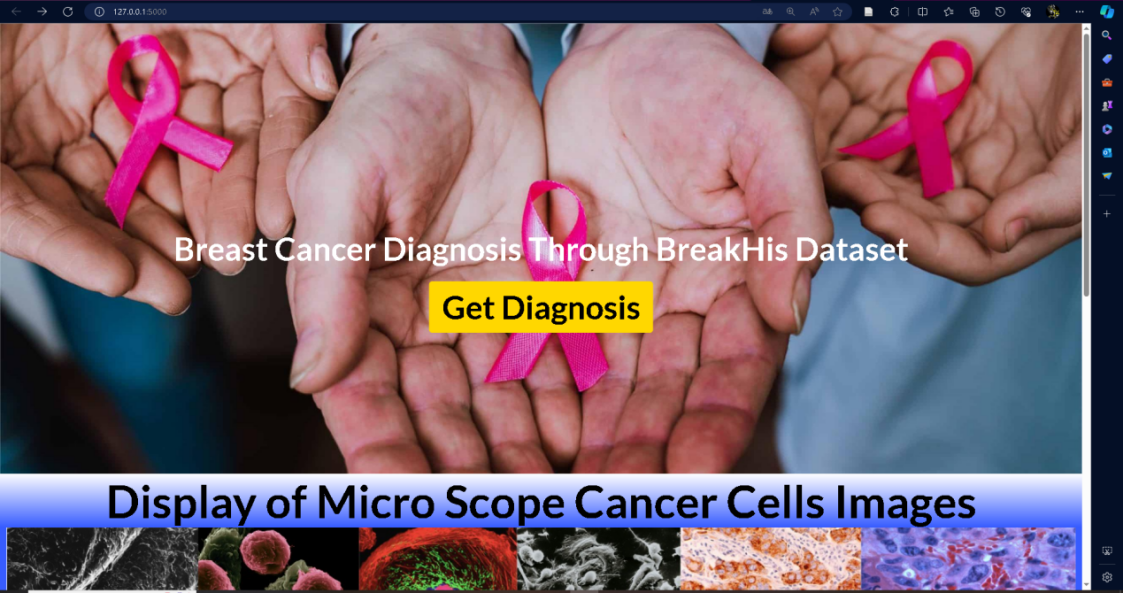 127.0.0.1:5000
Breast Cancer Diagnosis Through BreakHis Dataset
Get Diagnosis
Display of Micro Scope Cancer Cells Images